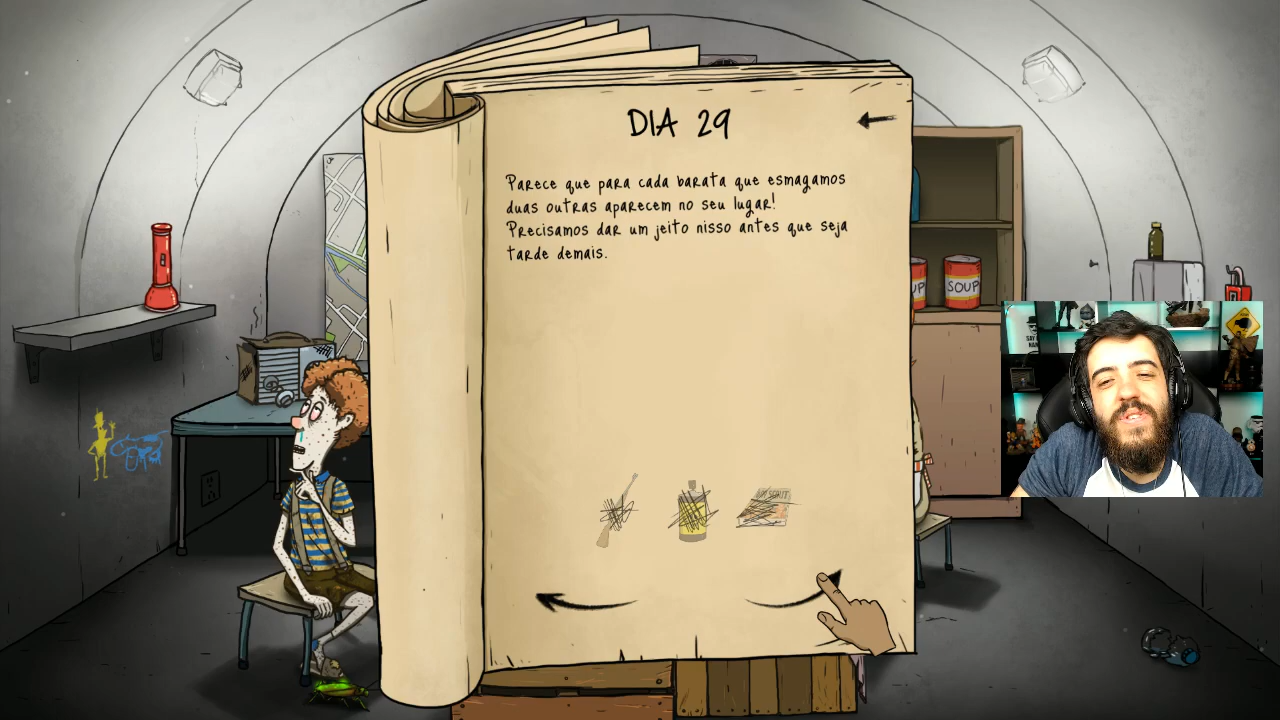 DIA 29
Parece que para cada barata que esmagamos
duas outras aparecem no seu lugar!
Precisamos dar um jeito nisso antes que seja
tarde demais.
UP
SOUP